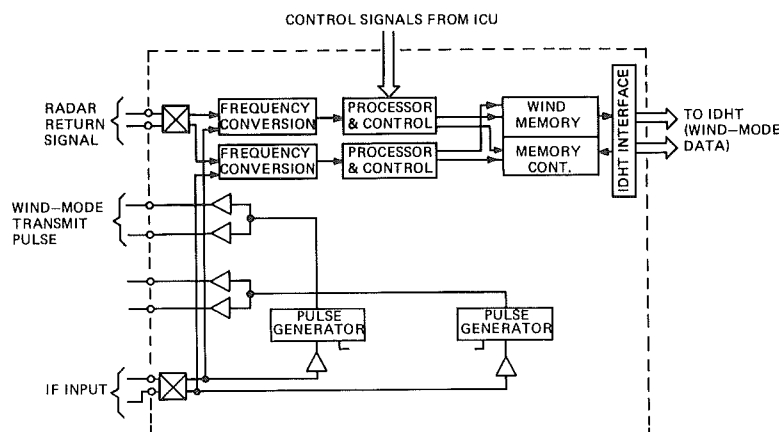 CONTROL SIGNALS FROM ICU
RADAR
RETURN
SIGNAL
FREQUENCY
CONVERSION
PROCESSOR
& CONTROL
WIND
MEMORY
IDHT INTERFACE
TO IDHT
(WIND-MODE
DATA)
FREQUENCY
CONVERSION
PROCESSOR
& CONTROL
MEMORY
CONT.
WIND-MODE
TRANSMIT
PULSE
PULSE
GENERATOR
PULSE
GENERATOR
IF INPUT